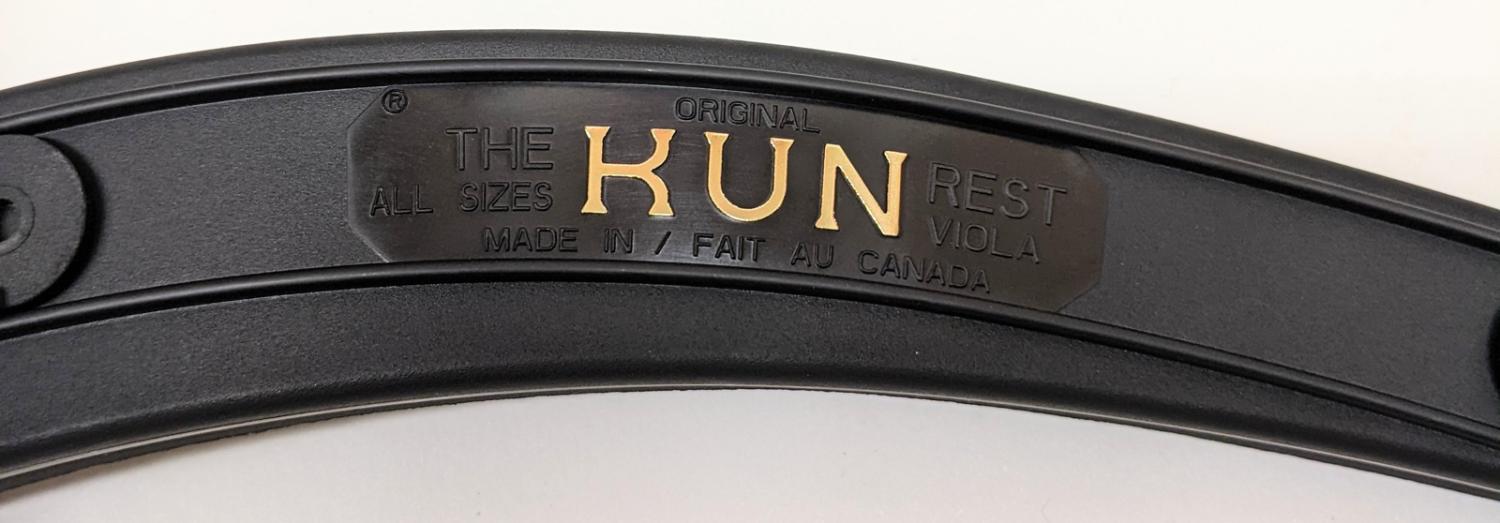 ®
ORIGINAL
THE KUN REST
ALL SIZES VIOLA
MADE IN / FAIT AU CANADA